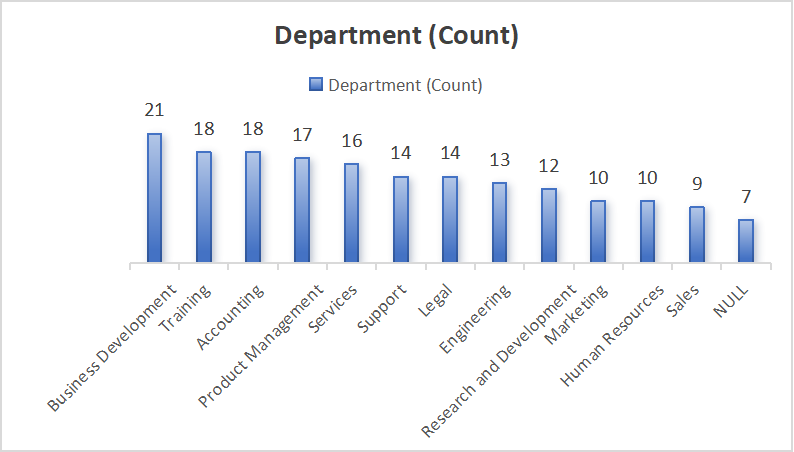 Department (Count)
Department (Count)
21
18
18
17
16
14
14
13
12
10
10
9
7
Business Development
Training
Accounting
Product Management
Services
Support
Legal
Engineering
Research and Development
Marketing
Human Resources
Sales
NULL